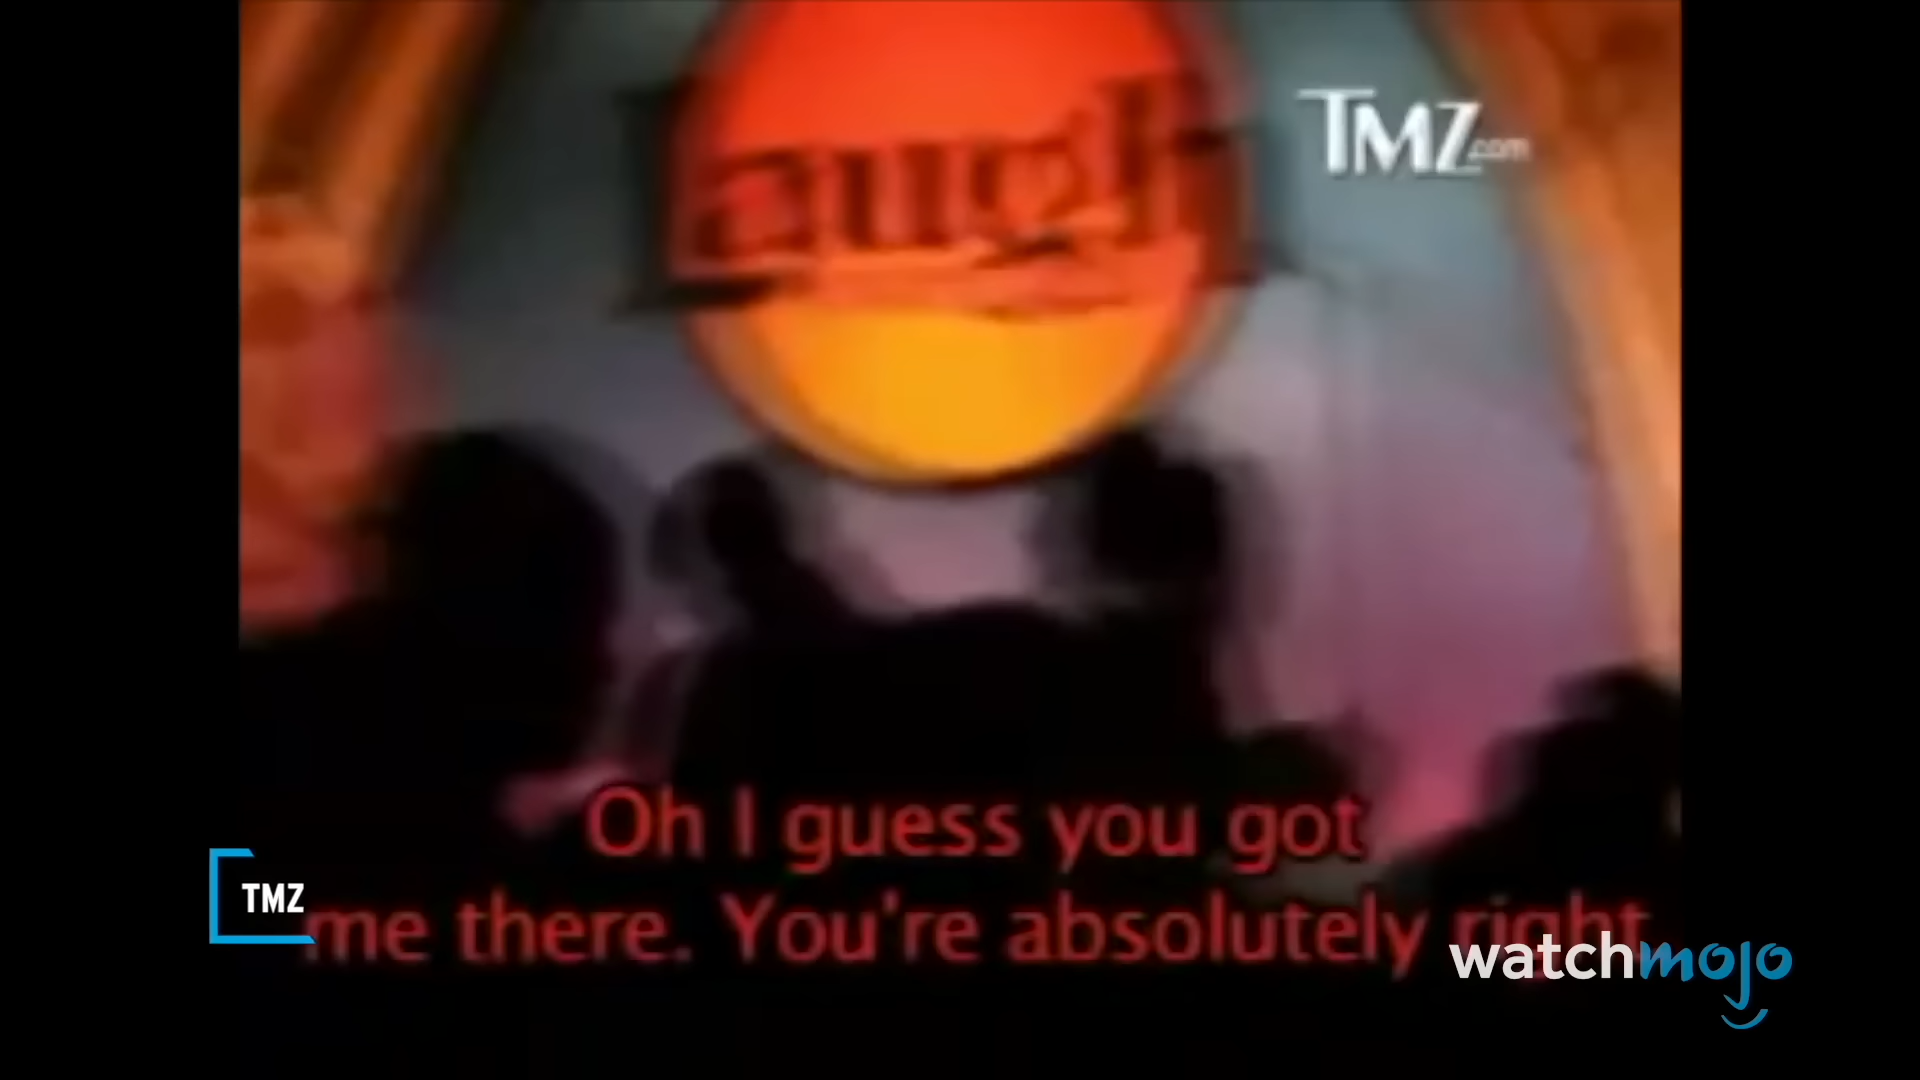 Laugh
TMZ.com
Oh I guess you got
me there. You're absolutely right.
TMZ
watchmojo